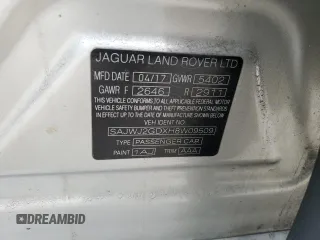 JAGUAR LAND ROVER LTD
MFD DATE 04/17 GVWR 5402
GAWR F 2646 R 2911
THIS VEHICLE CONFORMS TO ALL APPLICABLE
FEDERAL MOTOR VEHICLE SAFETY
BUMPER AND THEFT PREVENTION STANDARDS
IN EFFECT ON THE DATE OF MANUFACTURE
SHOWN ABOVE
VEH IDENT NO:
SAJWJ2GDXH8W09509
TYPE PASSENGER CAR
PAINT 1AJ TRIM AAA
© IAAI/IBID